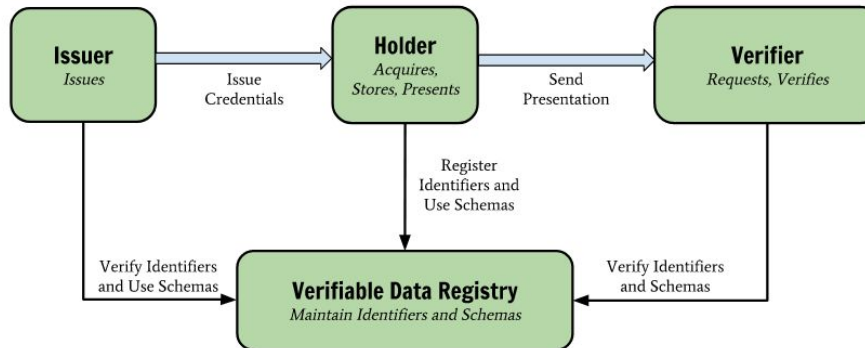 Issuer
Issues
Issue
Credentials
Holder
Acquires,
Stores, Presents
Send
Presentation
Verifier
Requests, Verifies
Register
Identifiers and
Use Schemas
Verify Identifiers
and Use Schemas
Verifiable Data Registry
Maintain Identifiers and Schemas
Verify Identifiers
and Schemas